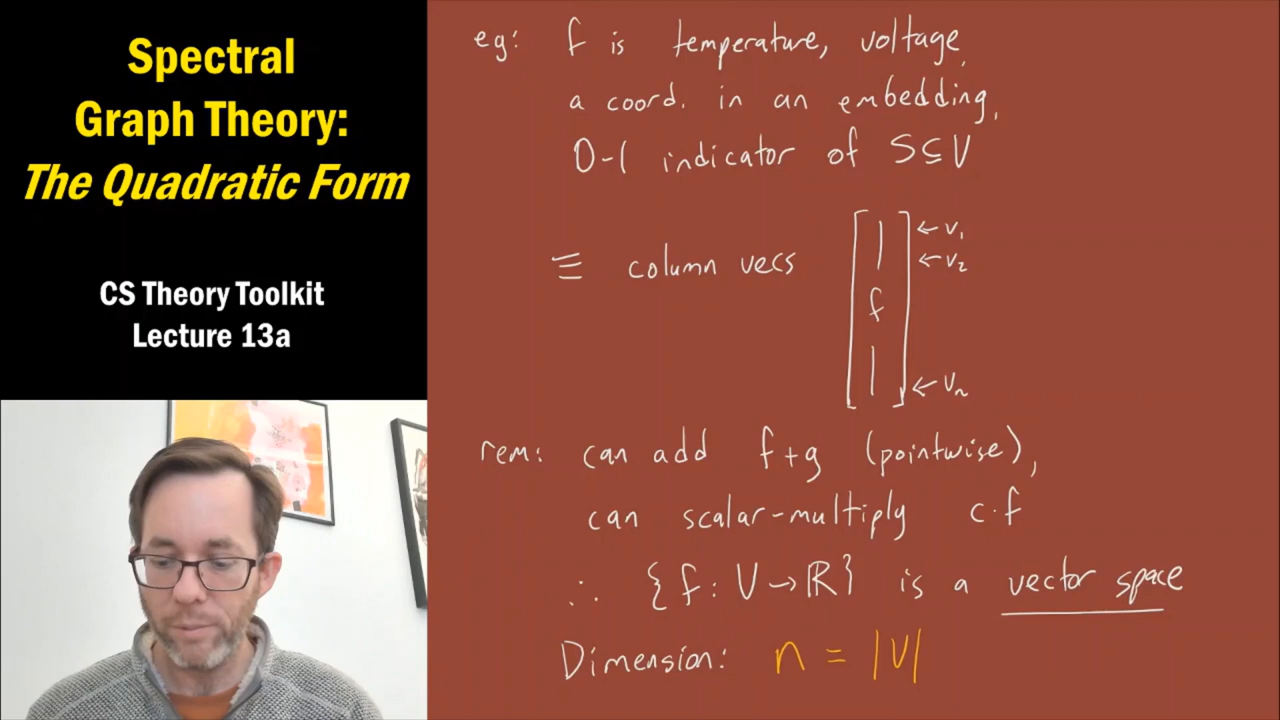 Spectral
Graph Theory:
The Quadratic Form
CS Theory Toolkit
Lecture 13a
eg: f is temperature, voltage,
a coord. in an embedding,
0-1 indicator of S⊆V
≡ column vecs [ | f | ] ← v₁
← v₂
← vₙ
rem: can add f+g (pointwise),
can scalar-multiply c·f
∴ {f: V→ℝ} is a vector space
Dimension: n = |V|